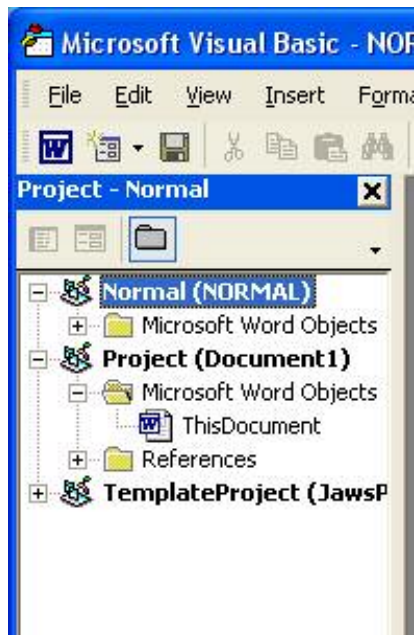 Microsoft Visual Basic - NOR
File Edit View Insert Forma
Project - Normal
Normal (NORMAL)
Microsoft Word Objects
Project (Document1)
Microsoft Word Objects
ThisDocument
References
TemplateProject (JawsP